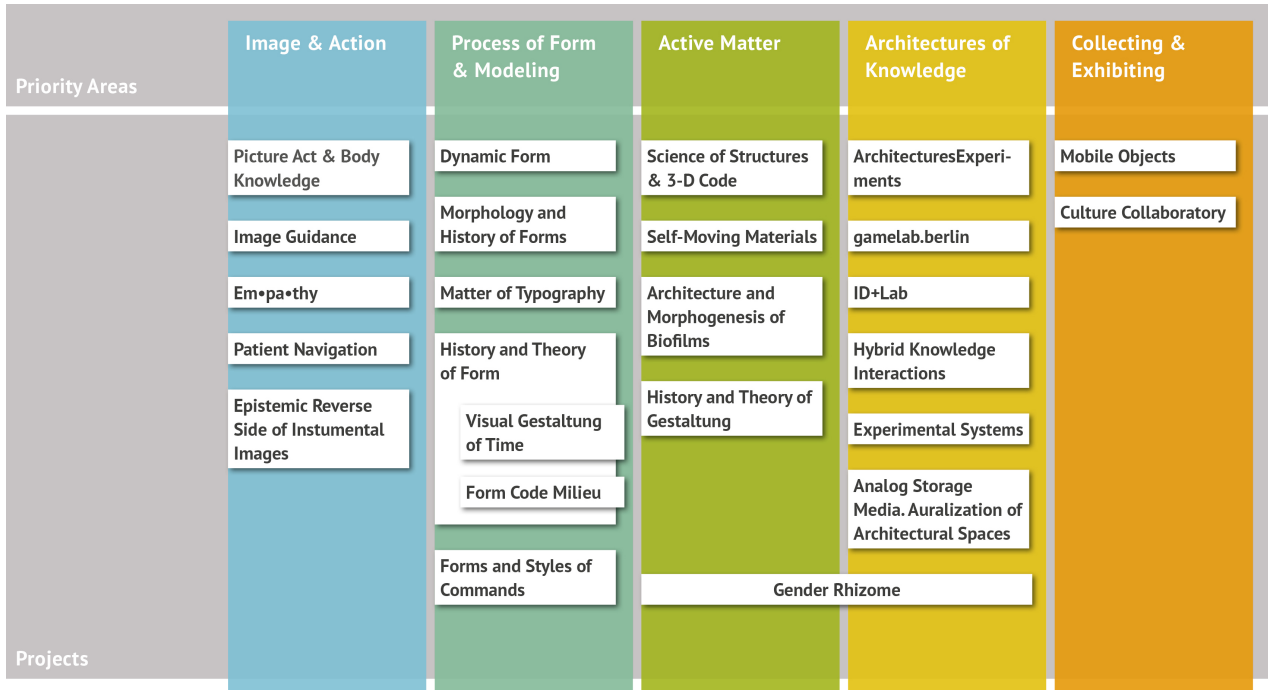 Priority Areas
Image & Action
Process of Form
& Modeling
Active Matter
Architectures of
Knowledge
Collecting &
Exhibiting
Projects
Picture Act & Body
Knowledge
Image Guidance
Em•pa•thy
Patient Navigation
Epistemic Reverse
Side of Instumental
Images
Dynamic Form
Morphology and
History of Forms
Matter of Typography
History and Theory
of Form
Visual Gestaltung
of Time
Form Code Milieu
Forms and Styles of
Commands
Science of Structures
& 3-D Code
Self-Moving Materials
Architecture and
Morphogenesis of
Biofilms
History and Theory of
Gestaltung
Gender Rhizome
ArchitecturesExperi-
ments
gamelab.berlin
ID+Lab
Hybrid Knowledge
Interactions
Experimental Systems
Analog Storage
Media. Auralization of
Architectural Spaces
Mobile Objects
Culture Collaboratory